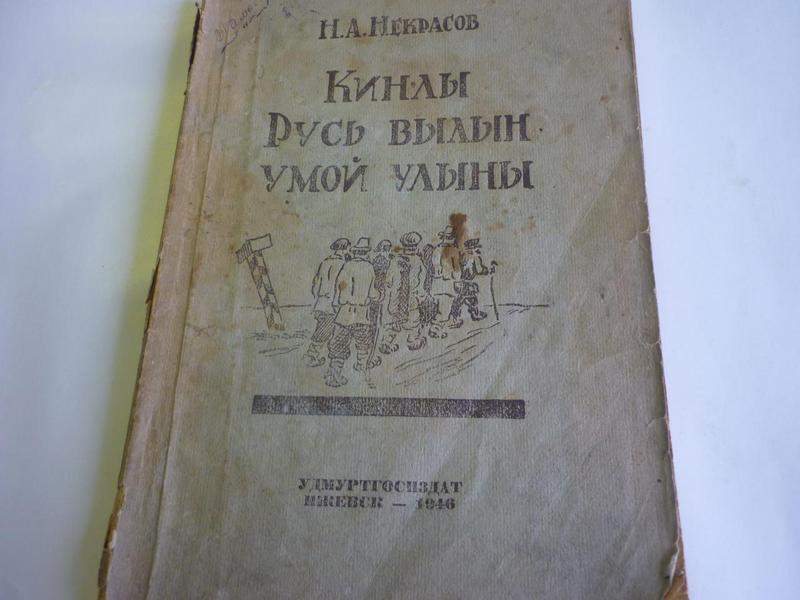 Н.А.НЕКРАСОВ
КИНЛЫ
РУСЬ ВЫЛЫН
УМОЙ УЛЫНЫ
УДМУРТГОСИЗДАТ
ИЖЕВСК — 1946